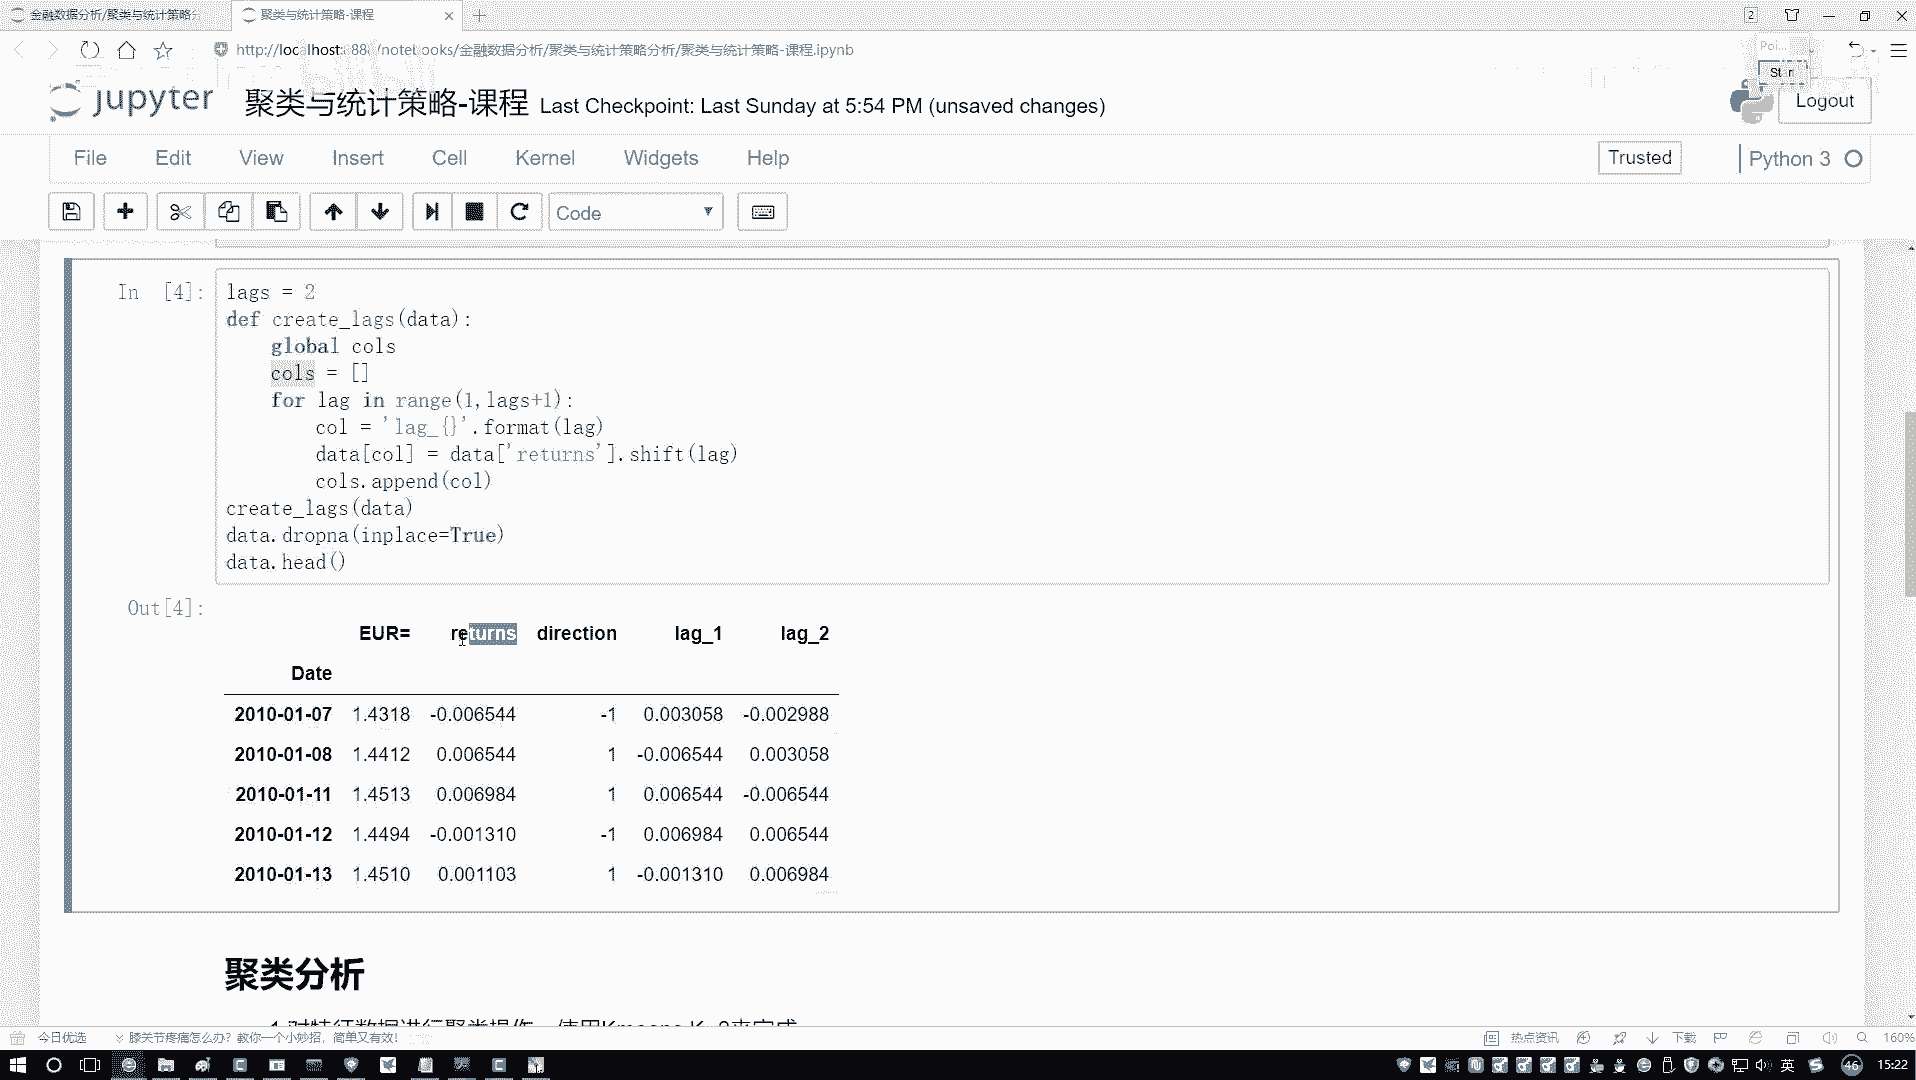 金融数据分析/聚类与统计策略分
聚类与统计策略-课程
2
http://localhost:888/notebooks/金融数据分析/聚类与统计策略分析/聚类与统计策略-课程.ipynb
Poi...
jupyter
聚类与统计策略-课程 Last Checkpoint: Last Sunday at 5:54 PM (unsaved changes)
Logout
File Edit View Insert Cell Kernel Widgets Help
Trusted
Python 3
Code
In [4]:
lags = 2
def create_lags(data):
    global cols
    cols = []
    for lag in range(1,lags+1):
        col = 'lag_{}'.format(lag)
        data[col] = data['returns'].shift(lag)
        cols.append(col)
create_lags(data)
data.dropna(inplace=True)
data.head()
Out[4]:
EUR= returns direction lag_1 lag_2
Date
2010-01-07 1.4318 -0.006544 -1 0.003058 -0.002988
2010-01-08 1.4412 0.006544 1 -0.006544 0.003058
2010-01-11 1.4513 0.006984 1 0.006544 -0.006544
2010-01-12 1.4494 -0.001310 -1 0.006984 0.006544
2010-01-13 1.4510 0.001103 1 -0.001310 0.006984
聚类分析
今日优选
膝关节疼痛怎么办？教你一个小妙招，简单又有效！
热点资讯
下载
160%
英
46
15:22